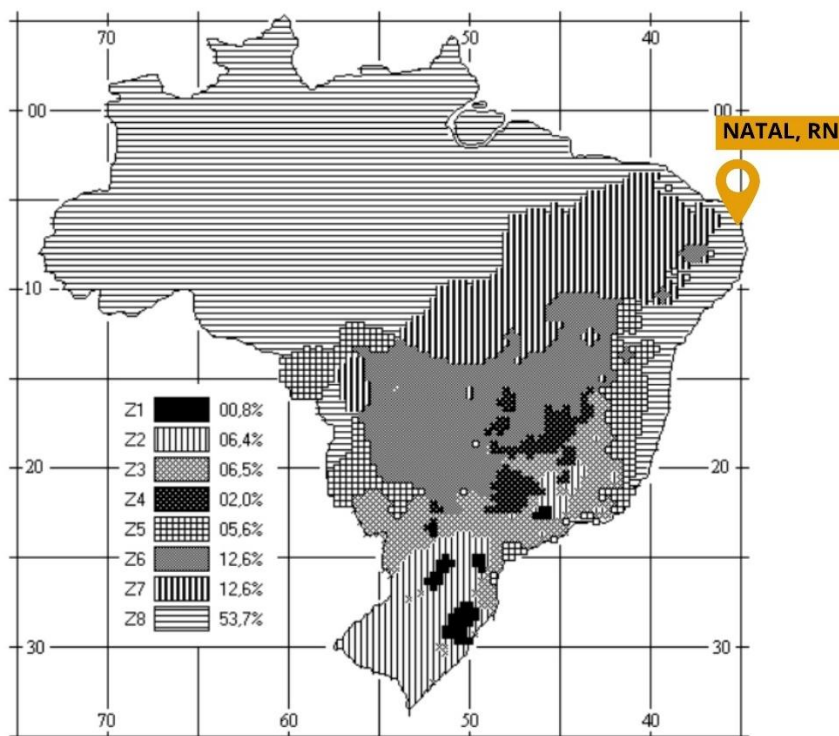 70 50 40
00 00
NATAL, RN
10 10
Z1 00,8%
Z2 06,4%
Z3 06,5%
Z4 02,0%
Z5 05,6%
Z6 12,6%
Z7 12,6%
Z8 53,7%
20 20
30 30
70 60 50 40